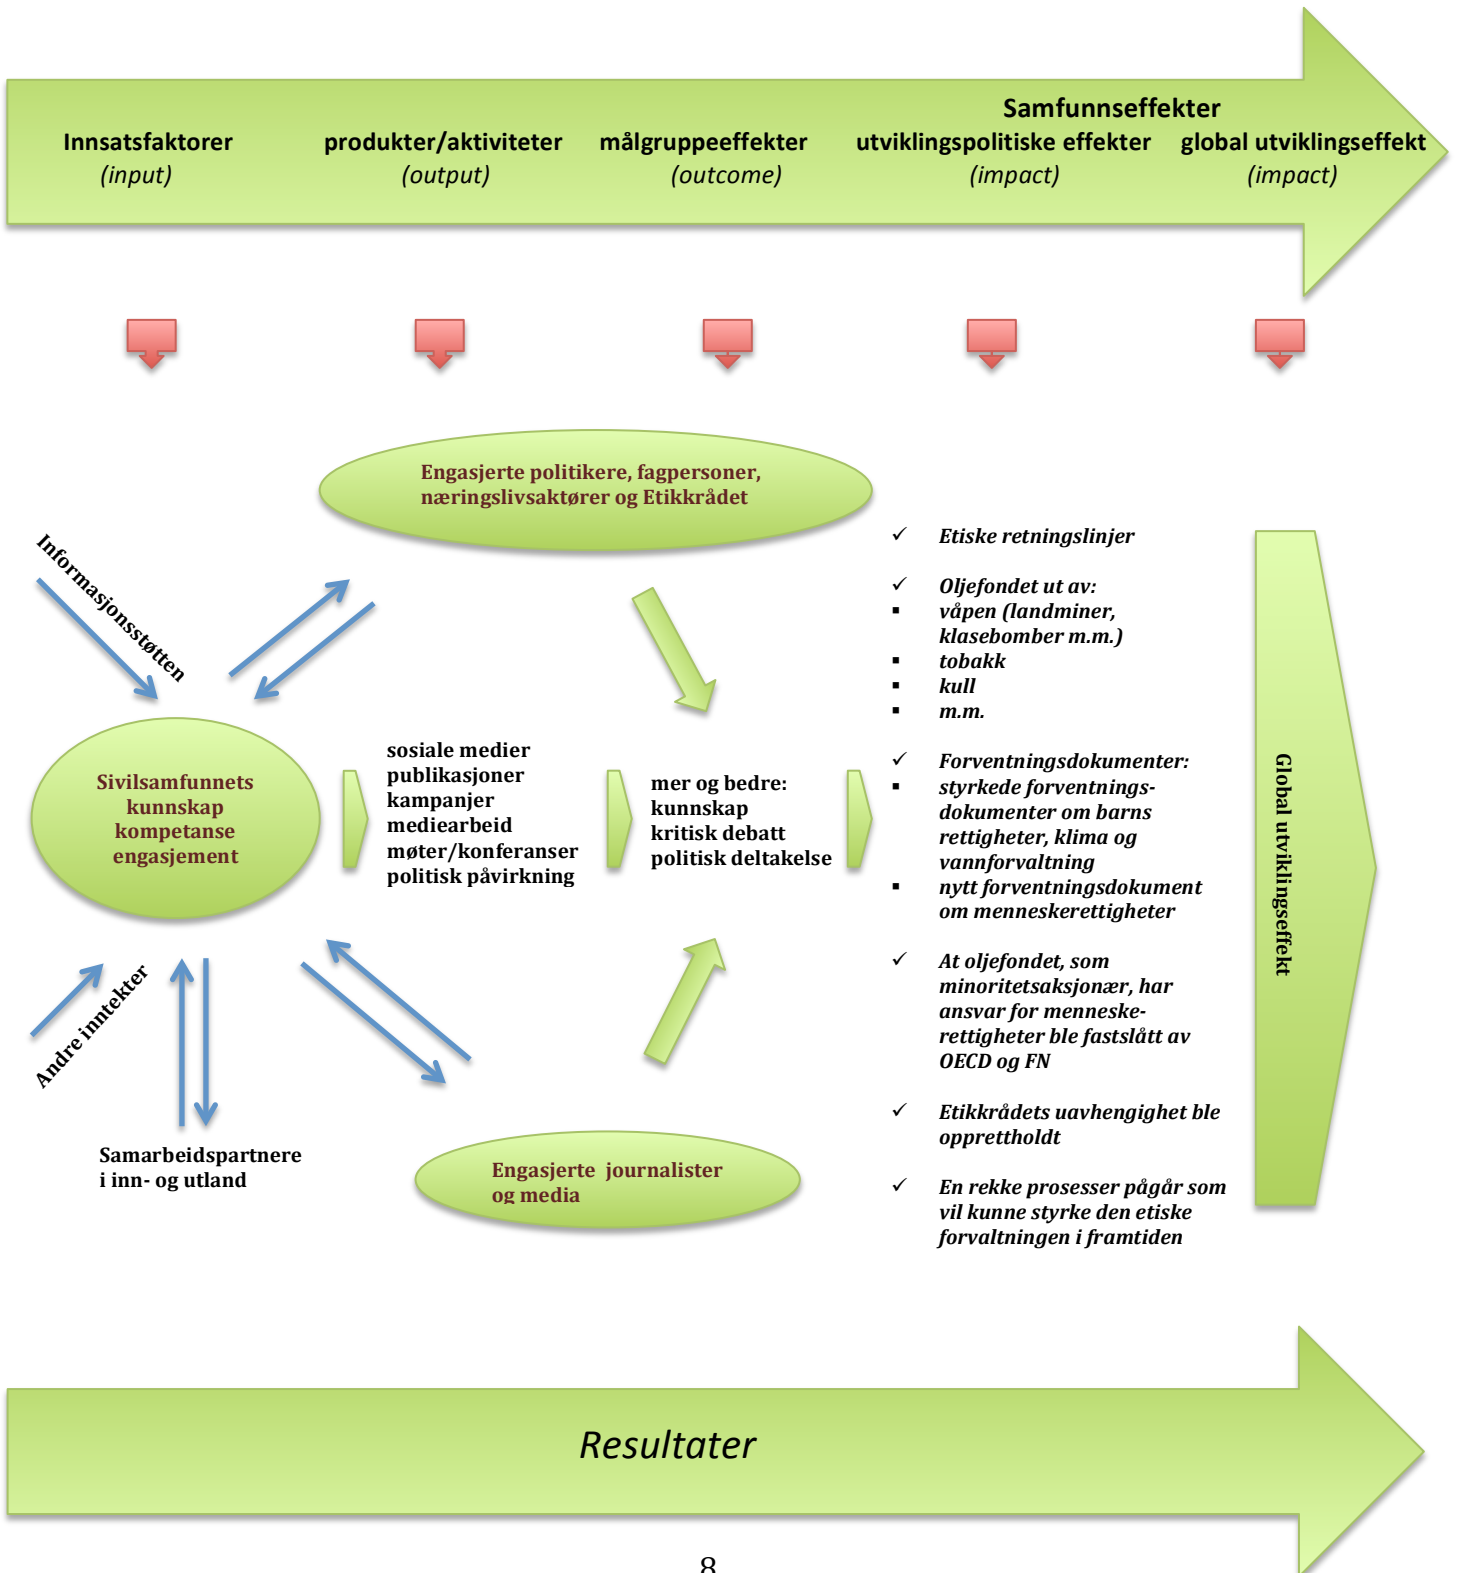 Samfunnseffekter
Innsatsfaktorer produkter/aktiviteter målgruppeeffekter utviklingspolitiske effekter global utviklingseffekt
(input) (output) (outcome) (impact) (impact)
Engasjerte politikere, fagpersoner,
næringslivsaktører og Etikkrådet
Informasjonsstøtten
Sivilsamfunnets
kunnskap
kompetanse
engasjement
Andre inntekter
Samarbeidspartnere
i inn- og utland
sosiale medier
publikasjoner
kampanjer
mediearbeid
møter/konferanser
politisk påvirkning
mer og bedre:
kunnskap
kritisk debatt
politisk deltakelse
Engasjerte journalister
og media
✓ Etiske retningslinjer
✓ Oljefondet ut av:
▪ våpen (landminer,
klasebomber m.m.)
▪ tobakk
▪ kull
▪ m.m.
✓ Forventningsdokumenter:
▪ styrkede forventnings-
dokumenter om barns
rettigheter, klima og
vannforvaltning
▪ nytt forventningsdokument
om menneskerettigheter
✓ At oljefondet, som
minoritetsaksjonær, har
ansvar for menneske-
rettigheter ble fastslått av
OECD og FN
✓ Etikkrådets uavhengighet ble
opprettholdt
✓ En rekke prosesser pågår som
vil kunne styrke den etiske
forvaltningen i framtiden
Global utviklingseffekt
Resultater
8